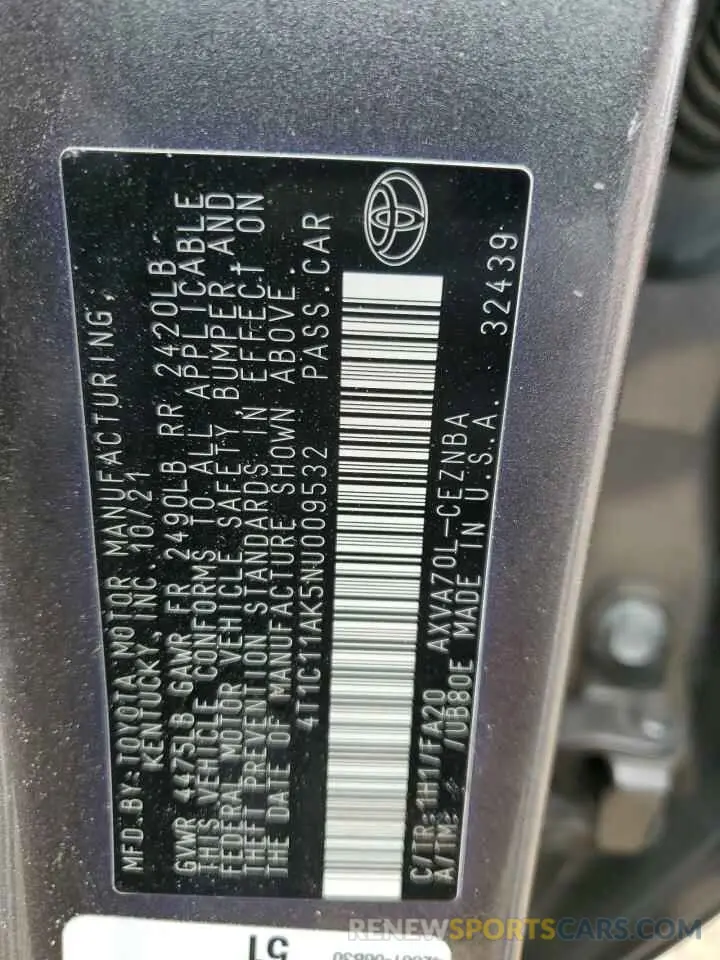 MFD.BY:TOYOTA MOTOR MANUFACTURING,
KENTUCKY, INC. 10/21
GVWR 4475LB GAWR FR 2490LB RR 2420LB
THIS VEHICLE CONFORMS TO ALL APPLICABLE
FEDERAL MOTOR VEHICLE SAFETY, BUMPER AND
THEFT PREVENTION STANDARDS IN EFFECT ON
THE DATE OF MANUFACTURE SHOWN ABOVE.
4T1C11AK5NU009532 PASS.CAR
C/TR:1H1/FA20 AXVA70L-CEZNBA
A/TM: /UB80E MADE IN U.S.A. 32439
51
RENEWSPORTSCARS.COM